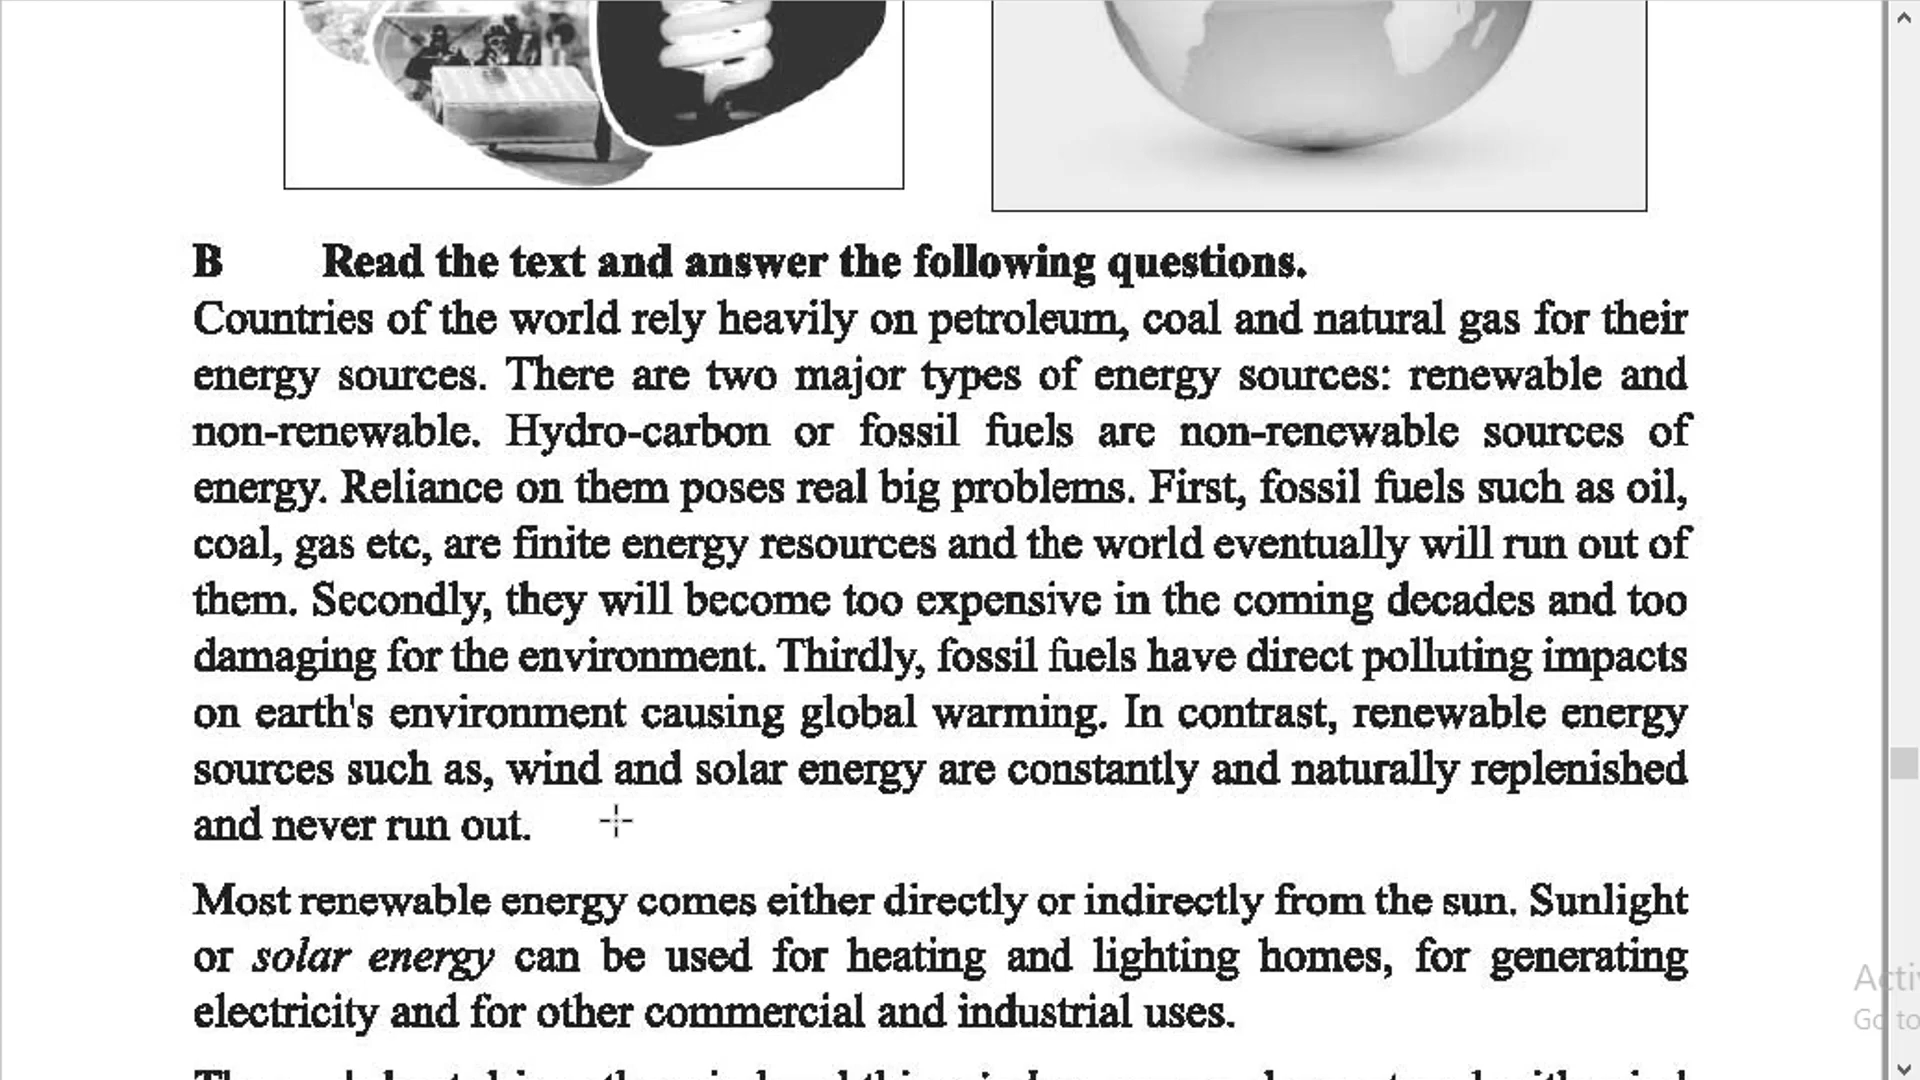 B Read the text and answer the following questions.
Countries of the world rely heavily on petroleum, coal and natural gas for their
energy sources. There are two major types of energy sources: renewable and
non-renewable. Hydro-carbon or fossil fuels are non-renewable sources of
energy. Reliance on them poses real big problems. First, fossil fuels such as oil,
coal, gas etc, are finite energy resources and the world eventually will run out of
them. Secondly, they will become too expensive in the coming decades and too
damaging for the environment. Thirdly, fossil fuels have direct polluting impacts
on earth's environment causing global warming. In contrast, renewable energy
sources such as, wind and solar energy are constantly and naturally replenished
and never run out.
Most renewable energy comes either directly or indirectly from the sun. Sunlight
or solar energy can be used for heating and lighting homes, for generating
electricity and for other commercial and industrial uses.
Go to